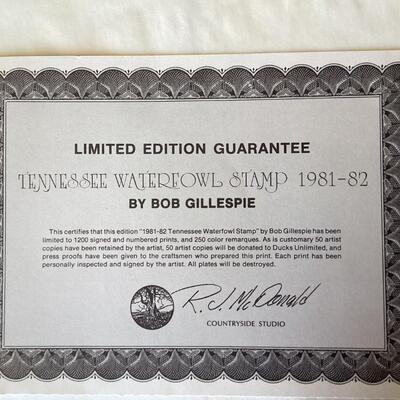 LIMITED EDITION GUARANTEE
TENNESSEE WATERFOWL STAMP 1981-82
BY BOB GILLESPIE
This certifies that this edition "1981-82 Tennessee Waterfowl Stamp" by Bob Gillespie has been
limited to 1200 signed and numbered prints, and 250 color remarques. As is customary 50 artist
copies have been retained by the artist, 50 artist copies will be donated to Ducks Unlimited, and
press proofs have been given to the craftsmen who prepared this print. Each print has been
personally inspected and signed by the artist. All plates will be destroyed.
R. J. McDonald
COUNTRYSIDE STUDIO